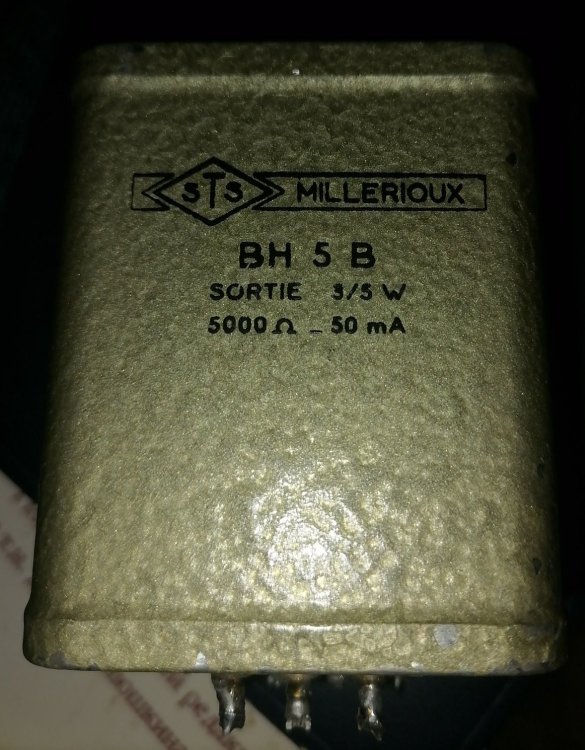 STS MILLERIOUX
BH 5 B
SORTIE 3/5 W
5000 Ω - 50 mA